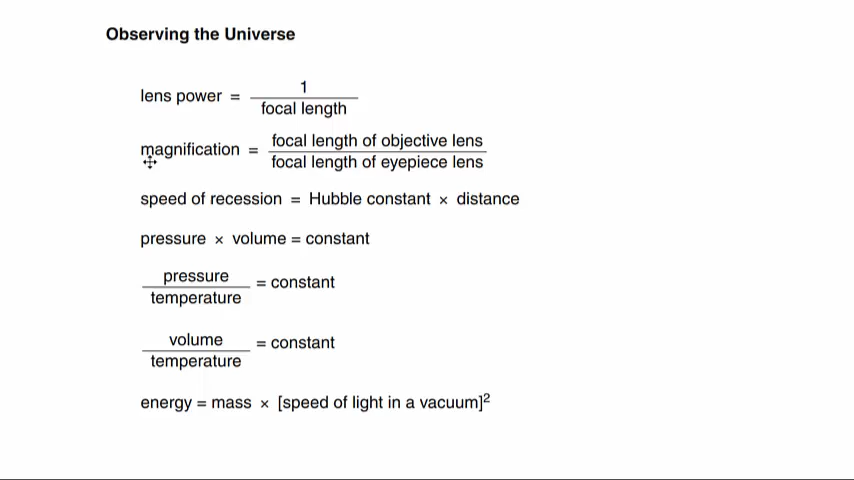 Observing the Universe
lens power = 1
focal length
magnification = focal length of objective lens
focal length of eyepiece lens
speed of recession = Hubble constant × distance
pressure × volume = constant
pressure
temperature = constant
volume
temperature = constant
energy = mass × [speed of light in a vacuum]²